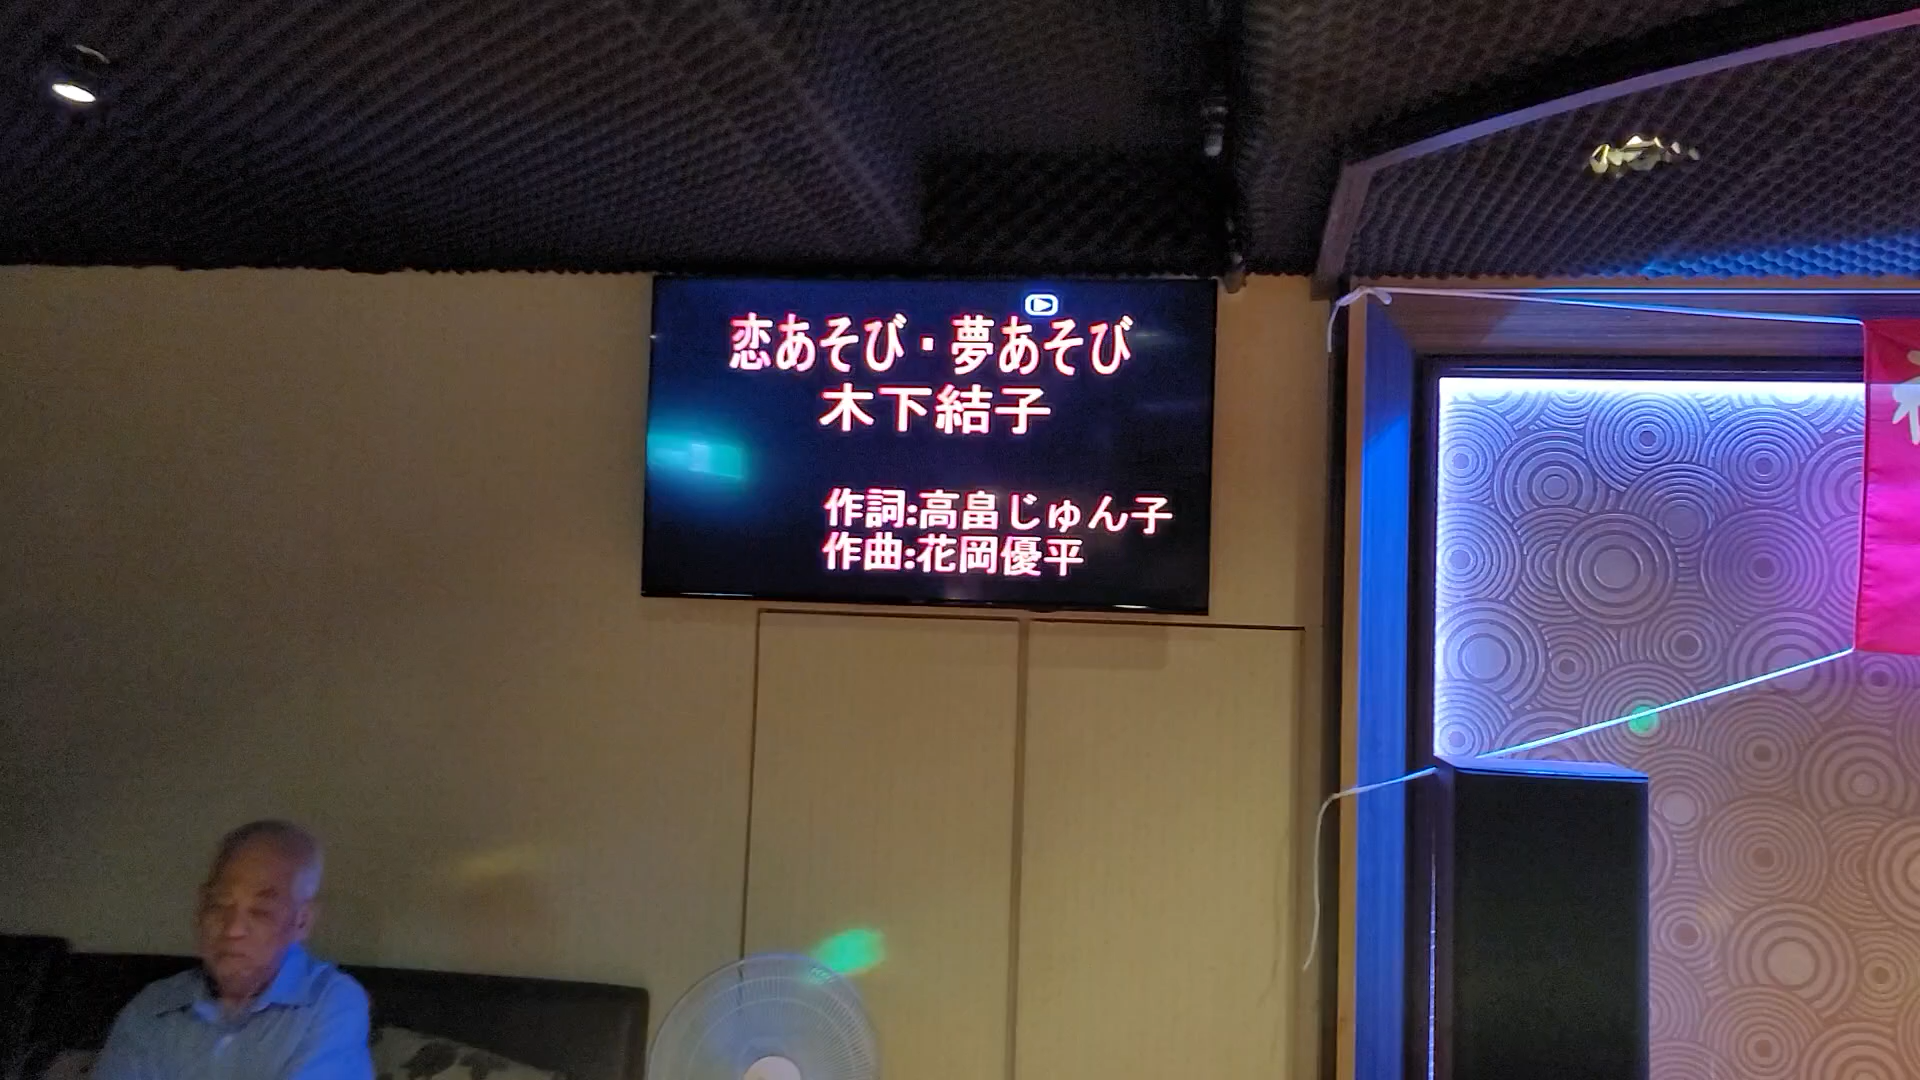 恋あそび・夢あそび
木下結子
作詞:高畠じゅん子
作曲:花岡優平